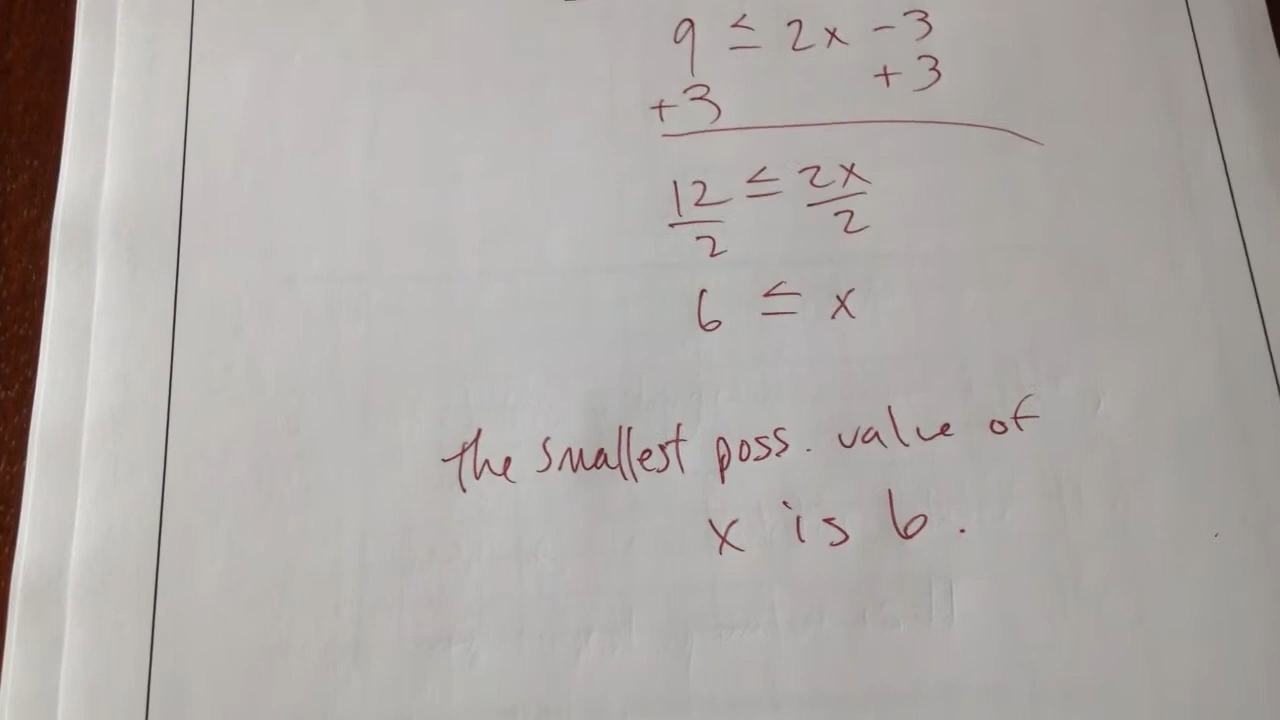 9 ≤ 2x - 3
+3 +3
12 ≤ 2x
2 2
6 ≤ x
the smallest poss. value of
x is 6.